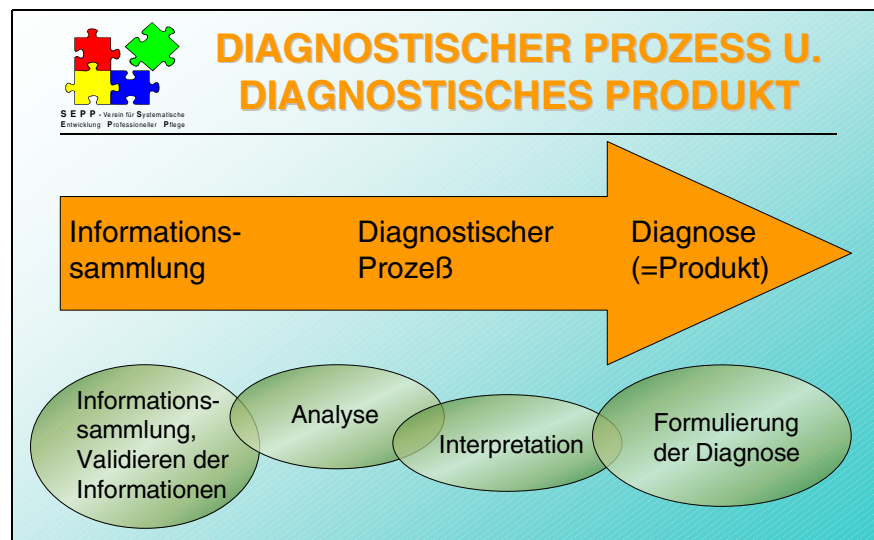 DIAGNOSTISCHER PROZESS U.
DIAGNOSTISCHES PRODUKT
S E P P - Verein für Systematische
Entwicklung Professioneller Pflege
Informations-
sammlung
Diagnostischer
Prozeß
Diagnose
(=Produkt)
Informations-
sammlung,
Validieren der
Informationen
Analyse
Interpretation
Formulierung
der Diagnose